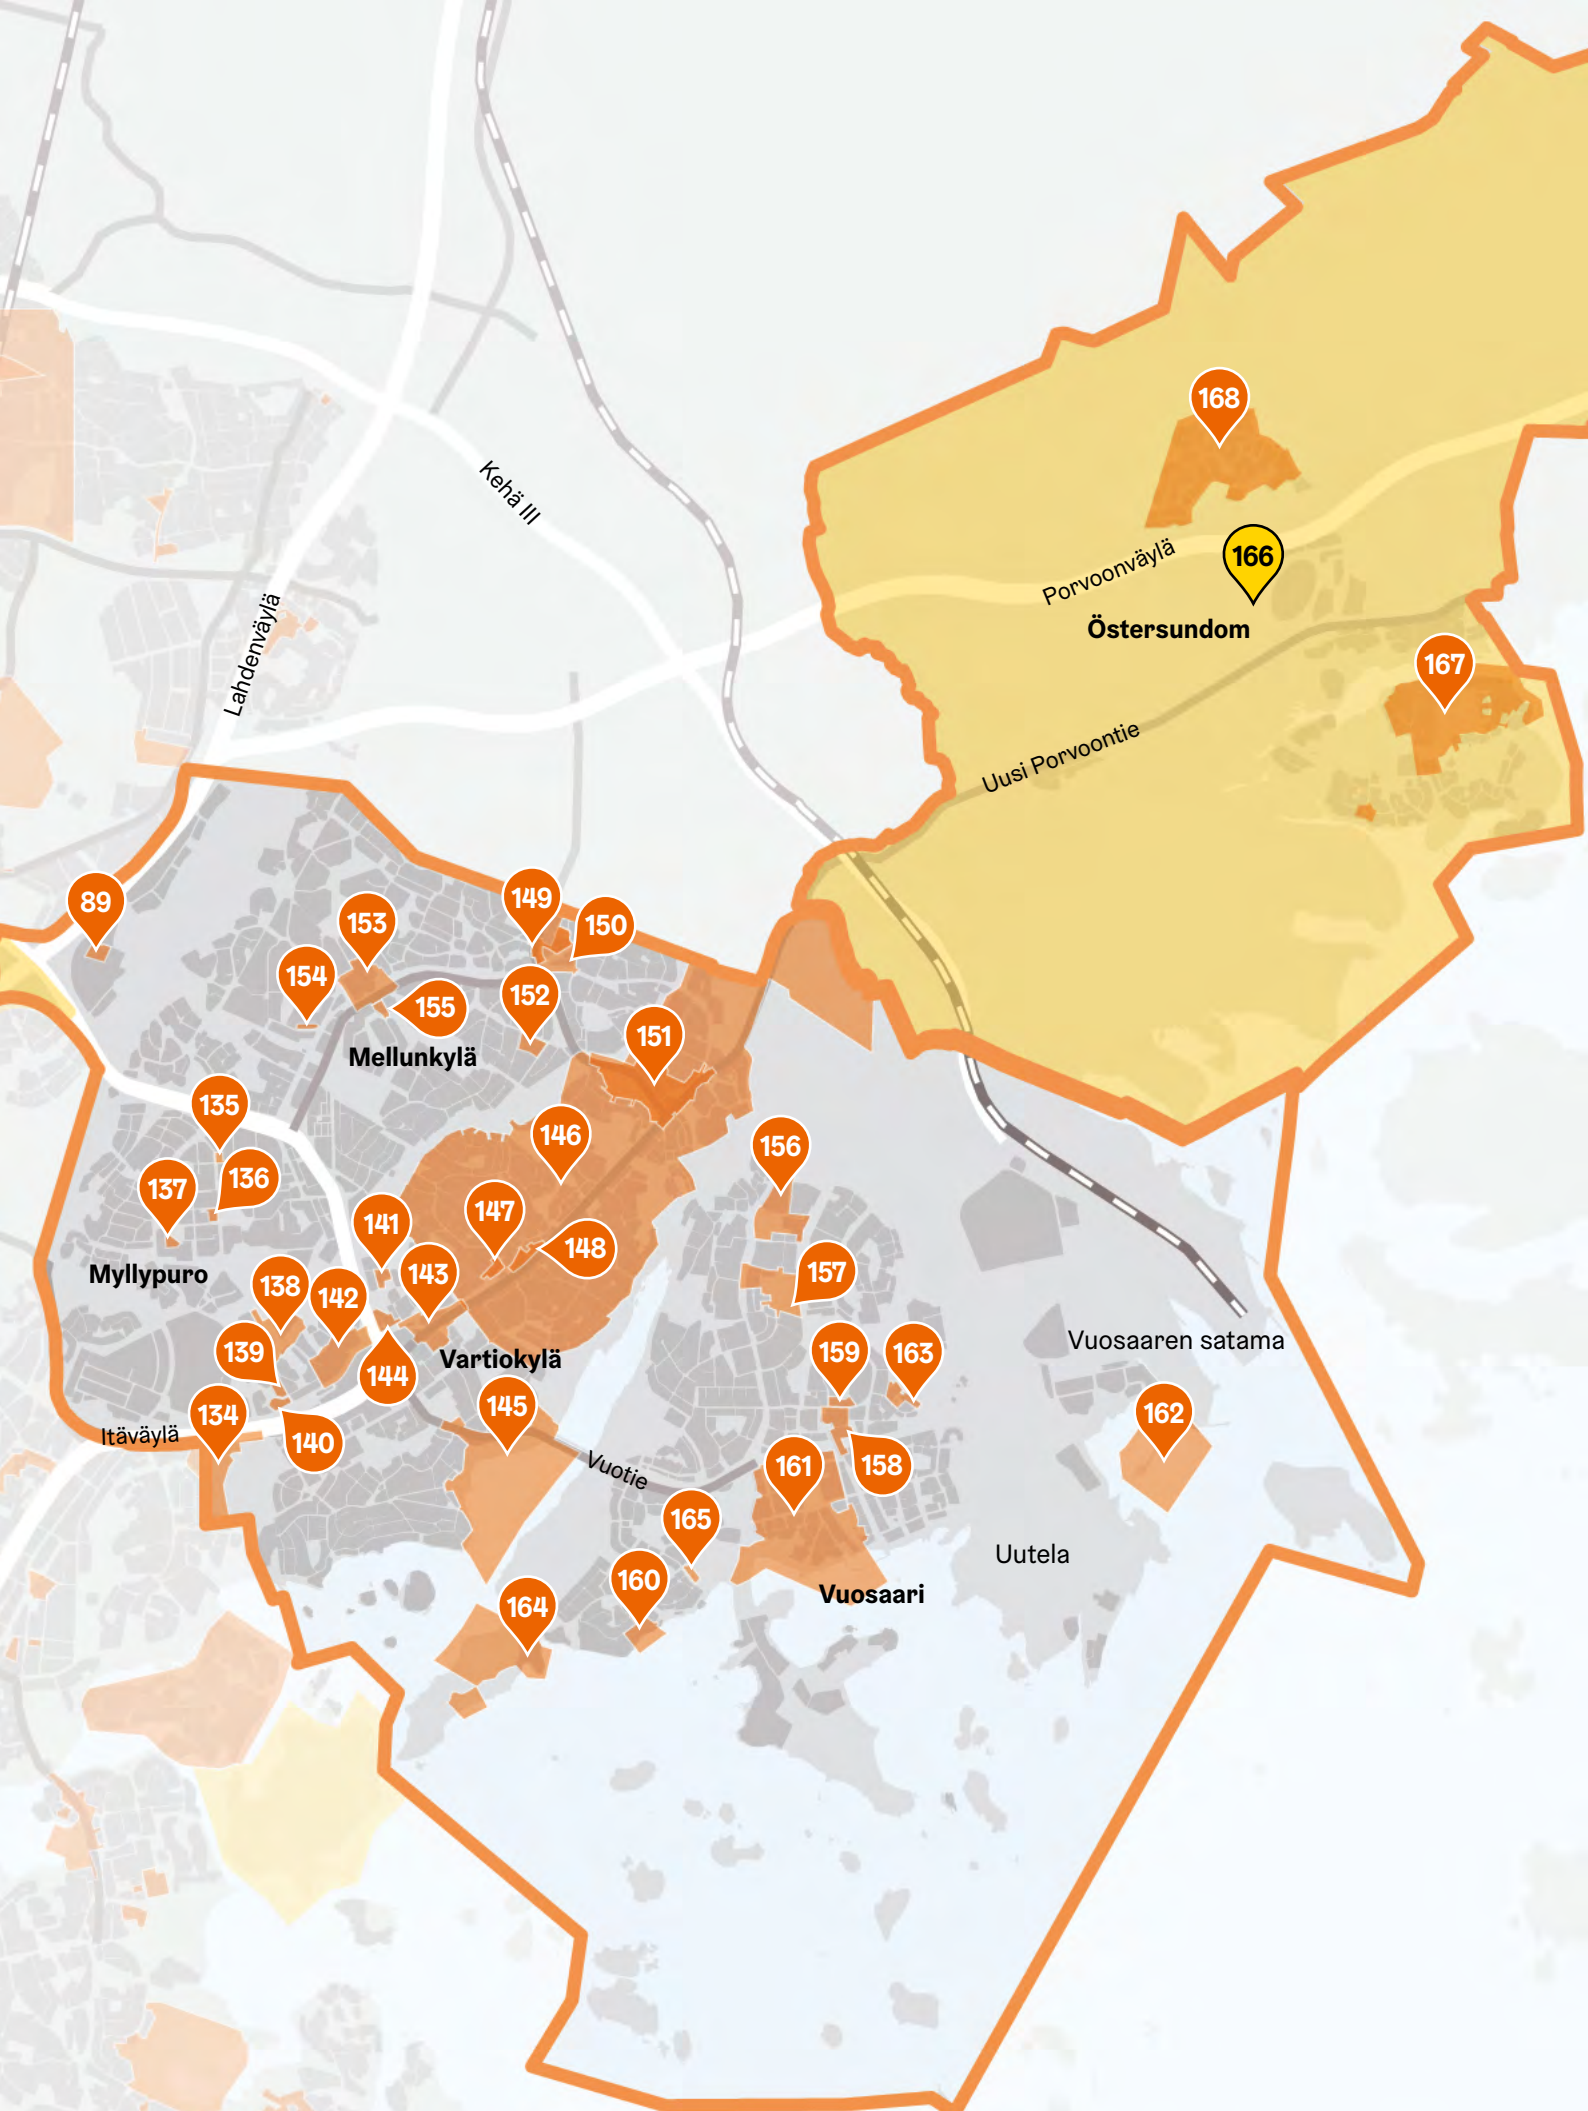 168
Kehä III
Porvoonväylä
166
Östersundom
Lahdenväylä
167
Uusi Porvoontie
89
149
153
150
154
152
155
151
Mellunkylä
135
146
156
136
137
147
141
148
143
157
Myllypuro
138
142
Vuosaaren satama
139
159
163
Vartiokylä
144
145
134
162
Itäväylä
140
Vuotie
161
158
165
Uutela
160
Vuosaari
164